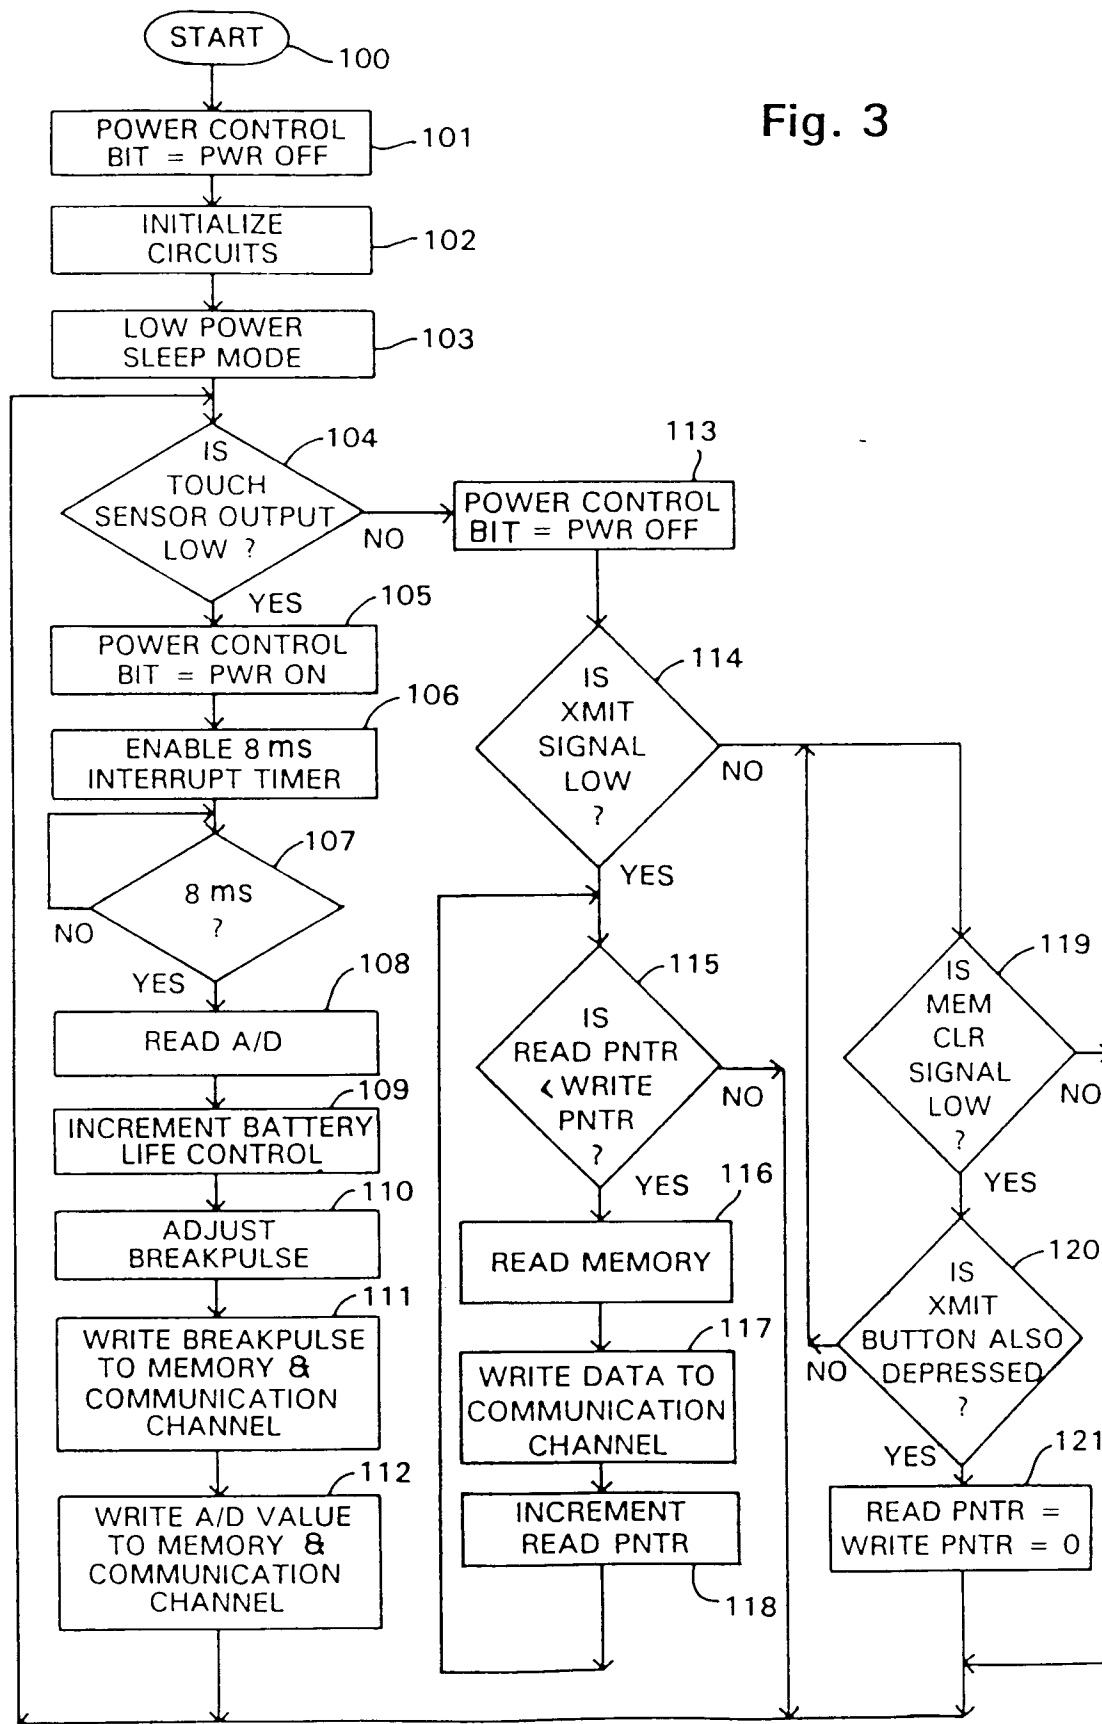 START
100
Fig. 3
POWER CONTROL
BIT = PWR OFF
101
INITIALIZE
CIRCUITS
102
LOW POWER
SLEEP MODE
103
IS
TOUCH
SENSOR OUTPUT
LOW ?
104
NO
YES
POWER CONTROL
BIT = PWR ON
105
ENABLE 8 ms
INTERRUPT TIMER
106
8 ms
?
107
NO
YES
READ A/D
108
INCREMENT BATTERY
LIFE CONTROL
109
ADJUST
BREAKPULSE
110
WRITE BREAKPULSE
TO MEMORY &
COMMUNICATION
CHANNEL
111
WRITE A/D VALUE
TO MEMORY &
COMMUNICATION
CHANNEL
112
113
POWER CONTROL
BIT = PWR OFF
IS
XMIT
SIGNAL
LOW
?
114
NO
YES
IS
READ PNTR
< WRITE
PNTR
?
115
NO
YES
READ MEMORY
116
WRITE DATA TO
COMMUNICATION
CHANNEL
117
INCREMENT
READ PNTR
118
IS
MEM
CLR
SIGNAL
LOW
?
119
NO
YES
IS
XMIT
BUTTON ALSO
DEPRESSED
?
120
NO
YES
READ PNTR =
WRITE PNTR = 0
121